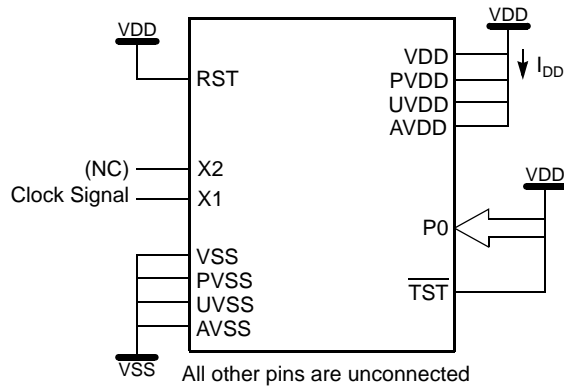 VDD
VDD
RST
VDD
PVDD
UVDD
AVDD
I_DD
(NC)
X2
Clock Signal
X1
VDD
P0
TST
VSS
PVSS
UVSS
AVSS
VSS
All other pins are unconnected